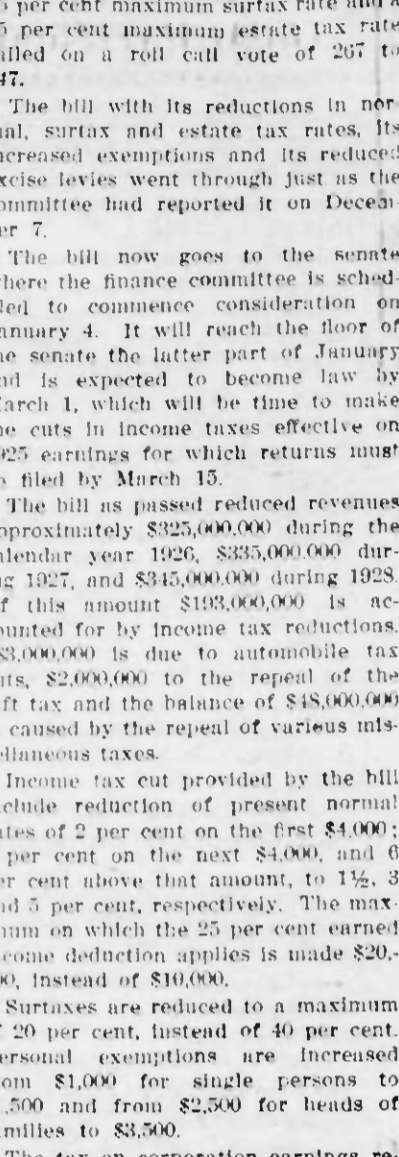 per cent maximum surtax rate and a
5 per cent maximum estate tax rate
ailed on a roll call vote of 267 to
47.
The bill with its reductions in nor-
al, surtax and estate tax rates, its
ncreased exemptions and its reduced
xcise levies went through just as the
ommittee had reported it on Decem-
er 7.
The bill now goes to the senate
where the finance committee is sched-
led to commence consideration on
anuary 4. It will reach the floor of
he senate the latter part of January
nd is expected to become law by
arch 1, which will be time to make
he cuts in income taxes effective on
925 earnings for which returns must
filed by March 15.
The bill as passed reduced revenues
pproximately $325,000,000 during the
alendar year 1926, $335,000,000 dur-
ng 1927, and $345,000,000 during 1928.
f this amount $193,000,000 is ac-
ounted for by income tax reductions.
$3,000,000 is due to automobile tax
uts, $2,000,000 to the repeal of the
ift tax and the balance of $48,000,000
caused by the repeal of various mis-
ellaneous taxes.
Income tax cut provided by the bill
nclude reduction of present normal
ates of 2 per cent on the first $4,000;
per cent on the next $4,000, and 6
er cent above that amount, to 1½, 3
nd 5 per cent, respectively. The max-
mum on which the 25 per cent earned
ncome deduction applies is made $20,-
00, instead of $10,000.
Surtaxes are reduced to a maximum
f 20 per cent, instead of 40 per cent.
ersonal exemptions are increased
rom $1,000 for single persons to
,500 and from $2,500 for heads of
amilies to $3,500.
The tax on corporation earnings re-